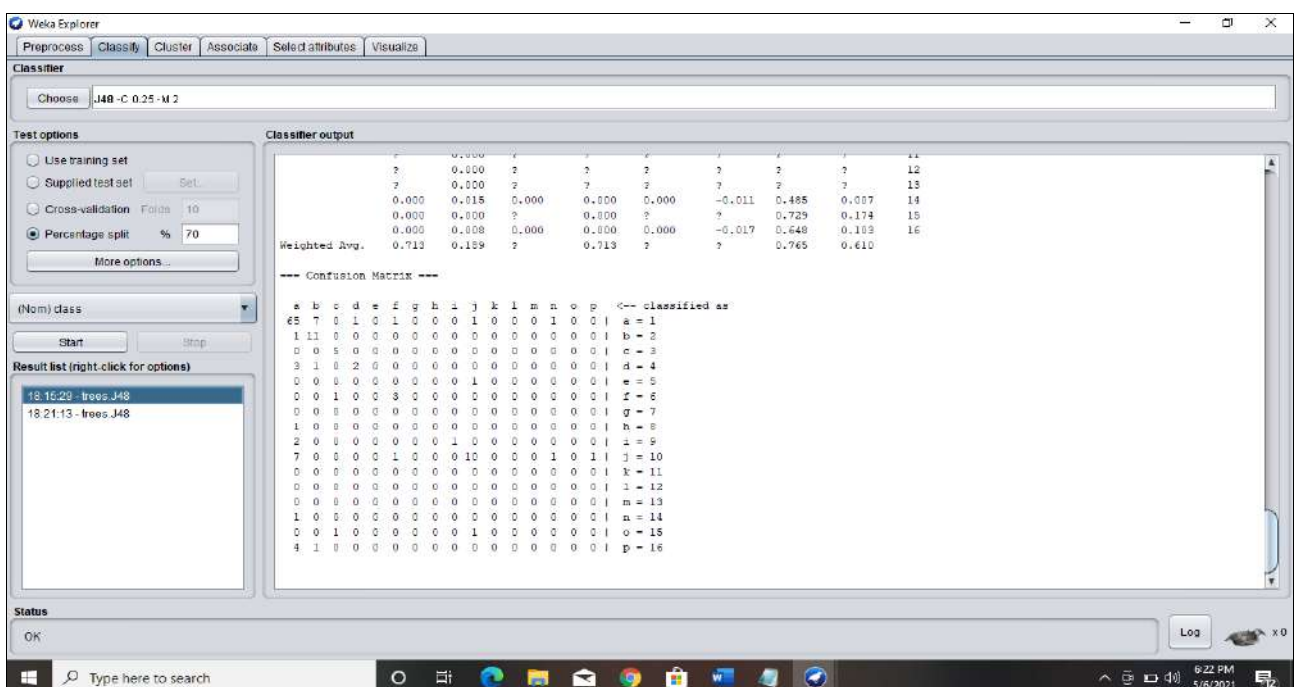 Weka Explorer
Preprocess Classify Cluster Associate Select attributes Visualize
Classifier
Choose J48 -C 0.25 -M 2
Test options
Use training set
Supplied test set Set...
Cross-validation Folds 10
Percentage split % 70
More options...
(Nom) class
Start Stop
Result list (right-click for options)
18:15:29 - trees.J48
18:21:13 - trees.J48
Classifier output
? 0.000 ? ? ? ? ? ? 11
? 0.000 ? ? ? ? ? ? 12
? 0.000 ? ? ? ? ? ? 13
0.000 0.015 0.000 0.000 0.000 -0.011 0.485 0.007 14
0.000 0.000 ? 0.000 ? ? 0.729 0.174 15
0.000 0.008 0.000 0.000 0.000 -0.017 0.648 0.103 16
Weighted Avg. 0.713 0.189 ? 0.713 ? ? 0.765 0.610
=== Confusion Matrix ===
a b c d e f g h i j k l m n o p <-- classified as
65 7 0 1 0 1 0 0 0 1 0 0 0 1 0 0 | a = 1
1 11 0 0 0 0 0 0 0 0 0 0 0 0 0 0 | b = 2
0 0 5 0 0 0 0 0 0 0 0 0 0 0 0 0 | c = 3
3 1 0 2 0 0 0 0 0 0 0 0 0 0 0 0 | d = 4
0 0 0 0 0 0 0 0 0 1 0 0 0 0 0 0 | e = 5
0 0 1 0 0 3 0 0 0 0 0 0 0 0 0 0 | f = 6
0 0 0 0 0 0 0 0 0 0 0 0 0 0 0 0 | g = 7
1 0 0 0 0 0 0 0 0 0 0 0 0 0 0 0 | h = 8
2 0 0 0 0 0 0 0 1 0 0 0 0 0 0 0 | i = 9
7 0 0 0 0 1 0 0 0 10 0 0 0 1 0 1 | j = 10
0 0 0 0 0 0 0 0 0 0 0 0 0 0 0 0 | k = 11
0 0 0 0 0 0 0 0 0 0 0 0 0 0 0 0 | l = 12
0 0 0 0 0 0 0 0 0 0 0 0 0 0 0 0 | m = 13
1 0 0 0 0 0 0 0 0 0 0 0 0 0 0 0 | n = 14
0 0 1 0 0 0 0 0 0 1 0 0 0 0 0 0 | o = 15
4 1 0 0 0 0 0 0 0 0 0 0 0 0 0 0 | p = 16
Status
OK
Log x 0
Type here to search
6:22 PM
5/6/2021